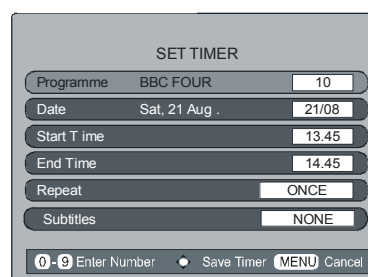 SET TIMER
Programme BBC FOUR 10
Date Sat, 21 Aug . 21/08
Start T ime 13.45
End Time 14.45
Repeat ONCE
Subtitles NONE
0 - 9 Enter Number Save Timer MENU Cancel